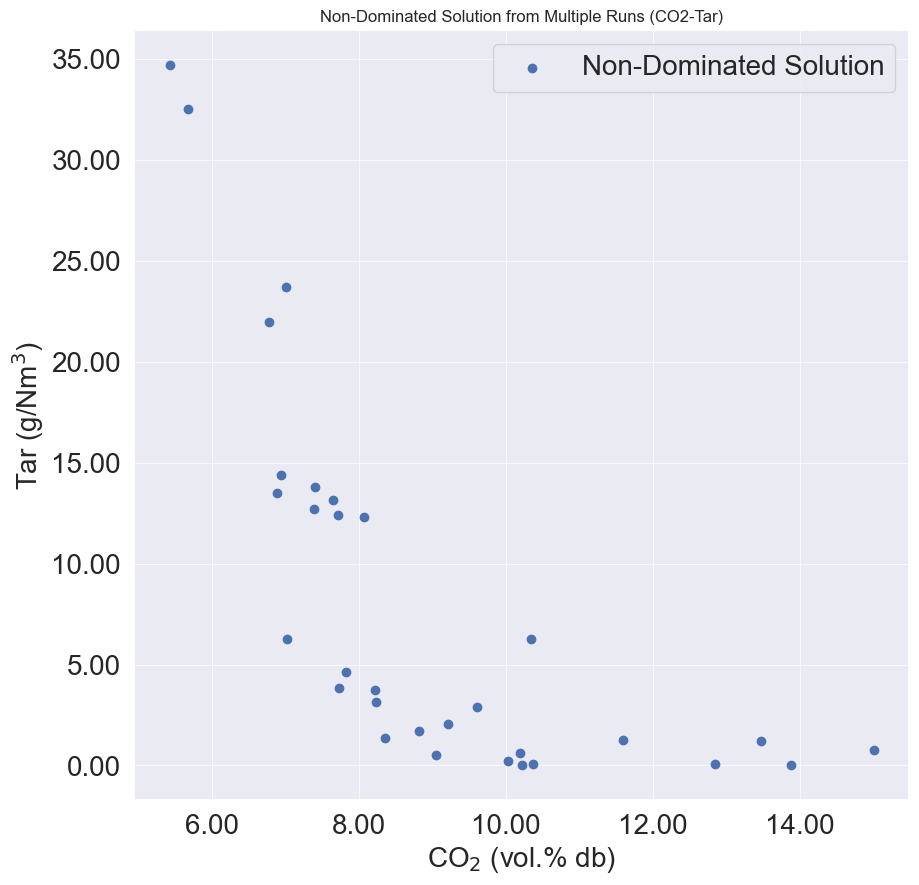 Non-Dominated Solution from Multiple Runs (CO2-Tar)
Non-Dominated Solution
35.00
30.00
25.00
20.00
15.00
10.00
5.00
0.00
Tar (g/Nm³)
6.00 8.00 10.00 12.00 14.00
CO₂ (vol.% db)